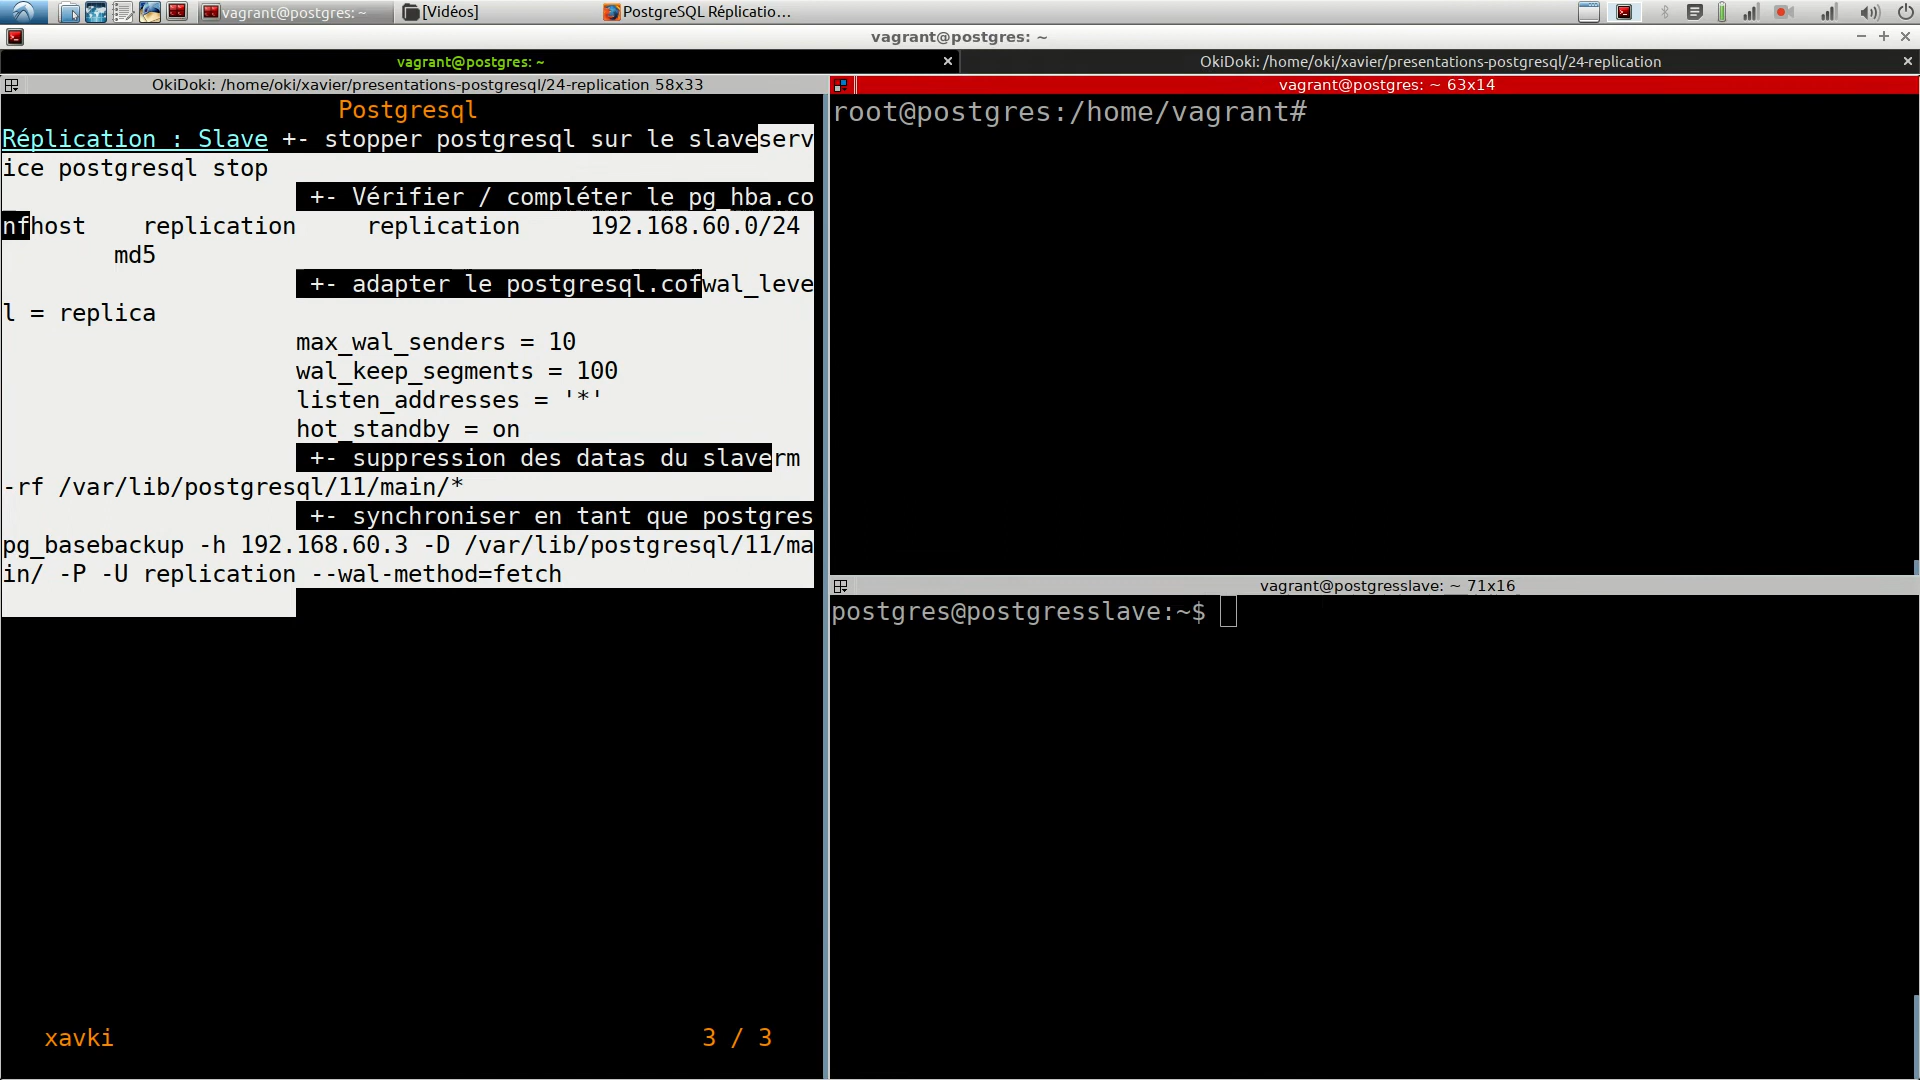 vagrant@postgres: ~
[Vidéos]
PostgreSQL Réplicatio...
vagrant@postgres: ~
vagrant@postgres: ~
OkiDoki: /home/oki/xavier/presentations-postgresql/24-replication
OkiDoki: /home/oki/xavier/presentations-postgresql/24-replication 58x33
Postgresql
Réplication : Slave +- stopper postgresql sur le slaveserv
ice postgresql stop
+- Vérifier / compléter le pg_hba.co
nfhost    replication     replication     192.168.60.0/24
md5
+- adapter le postgresql.cofwal_leve
l = replica
max_wal_senders = 10
wal_keep_segments = 100
listen_addresses = '*'
hot_standby = on
+- suppression des datas du slaverm
-rf /var/lib/postgresql/11/main/*
+- synchroniser en tant que postgres
pg_basebackup -h 192.168.60.3 -D /var/lib/postgresql/11/ma
in/ -P -U replication --wal-method=fetch
xavki
3 / 3
vagrant@postgres: ~ 63x14
root@postgres:/home/vagrant#
vagrant@postgresslave: ~ 71x16
postgres@postgresslave:~$